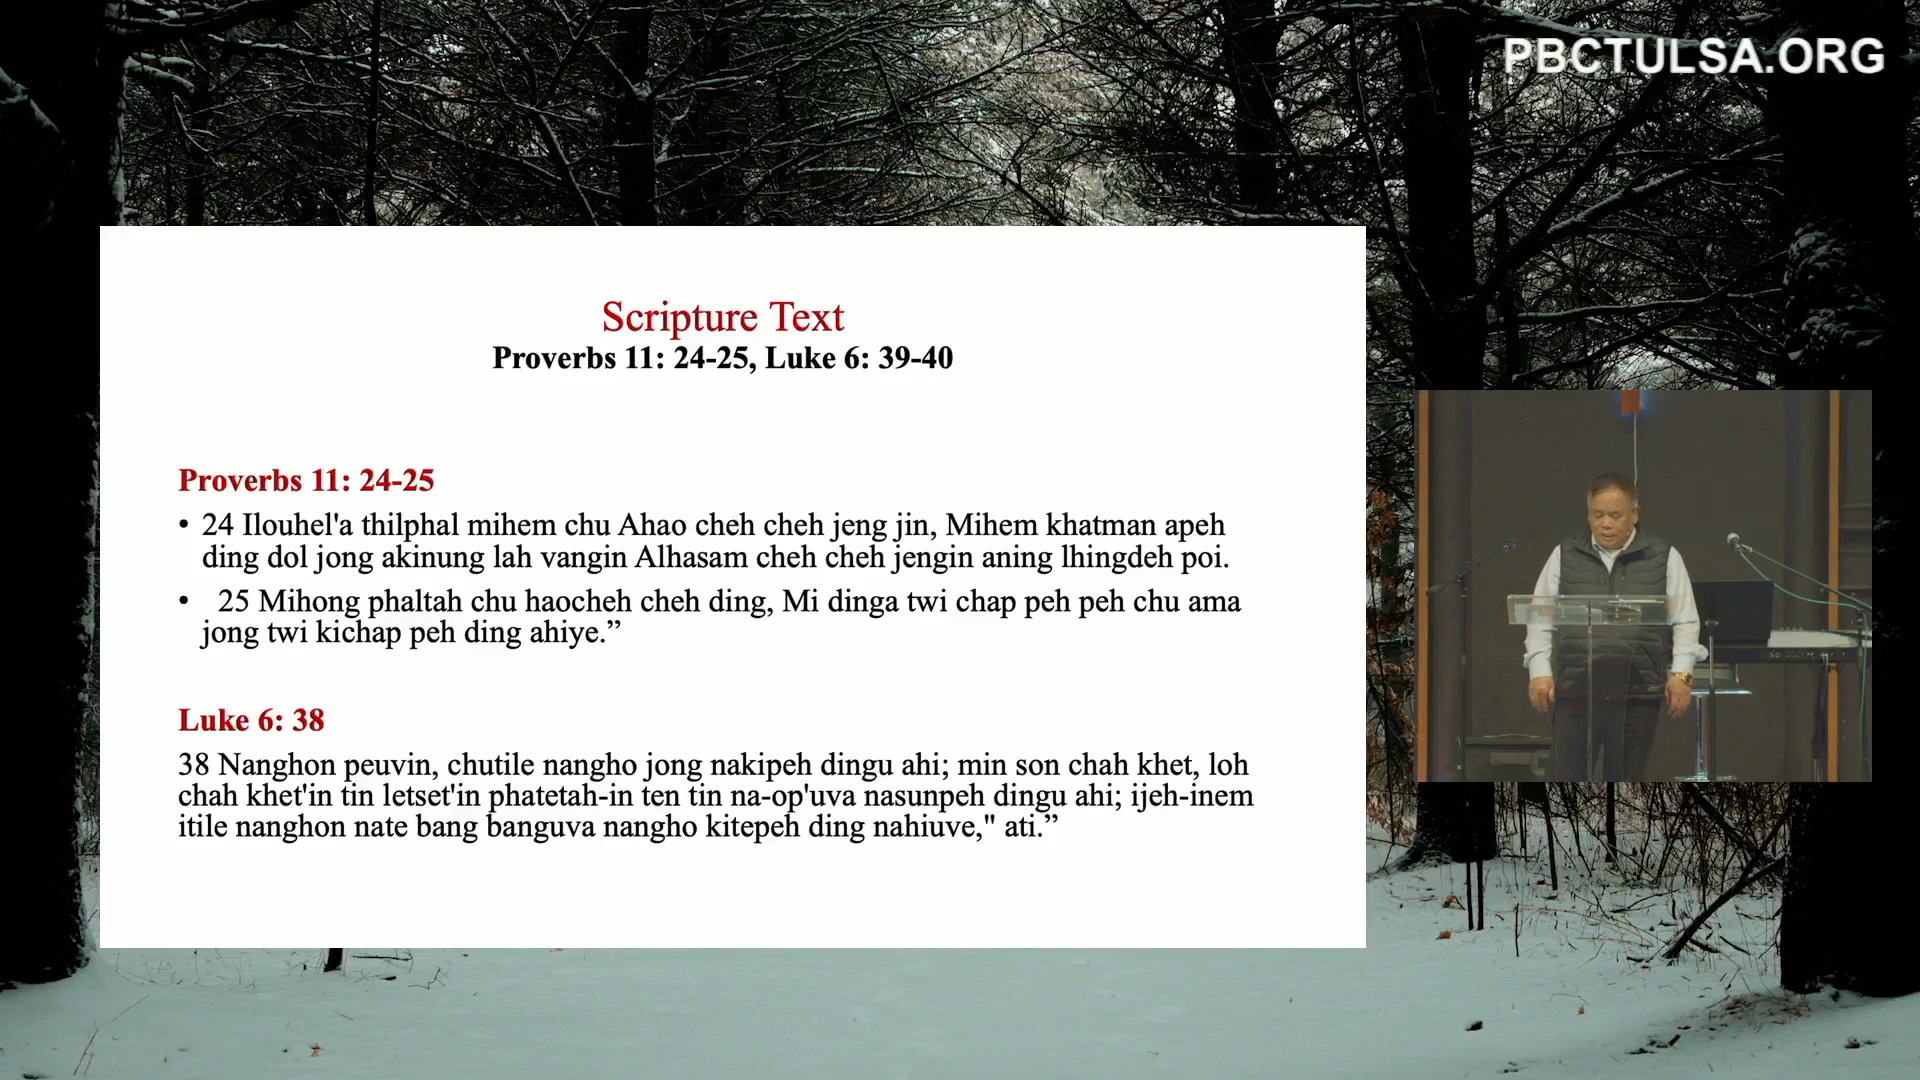 PBCTULSA.ORG
Scripture Text
Proverbs 11: 24-25, Luke 6: 39-40
Proverbs 11: 24-25
• 24 Ilouhel'a thilphal mihem chu Ahao cheh cheh jeng jin, Mihem khatman apeh
ding dol jong akinung lah vangin Alhasam cheh cheh jengin aning lhingdeh poi.
• 25 Mihong phaltah chu haocheh cheh ding, Mi dinga twi chap peh peh chu ama
jong twi kichap peh ding ahiye.”
Luke 6: 38
38 Nanghon peuvin, chutile nangho jong nakipeh dingu ahi; min son chah khet, loh
chah khet'in tin letset'in phatetah-in ten tin na-op'uva nasunpeh dingu ahi; ijeh-inem
itile nanghon nate bang banguva nangho kitepeh ding nahiuve," ati.”